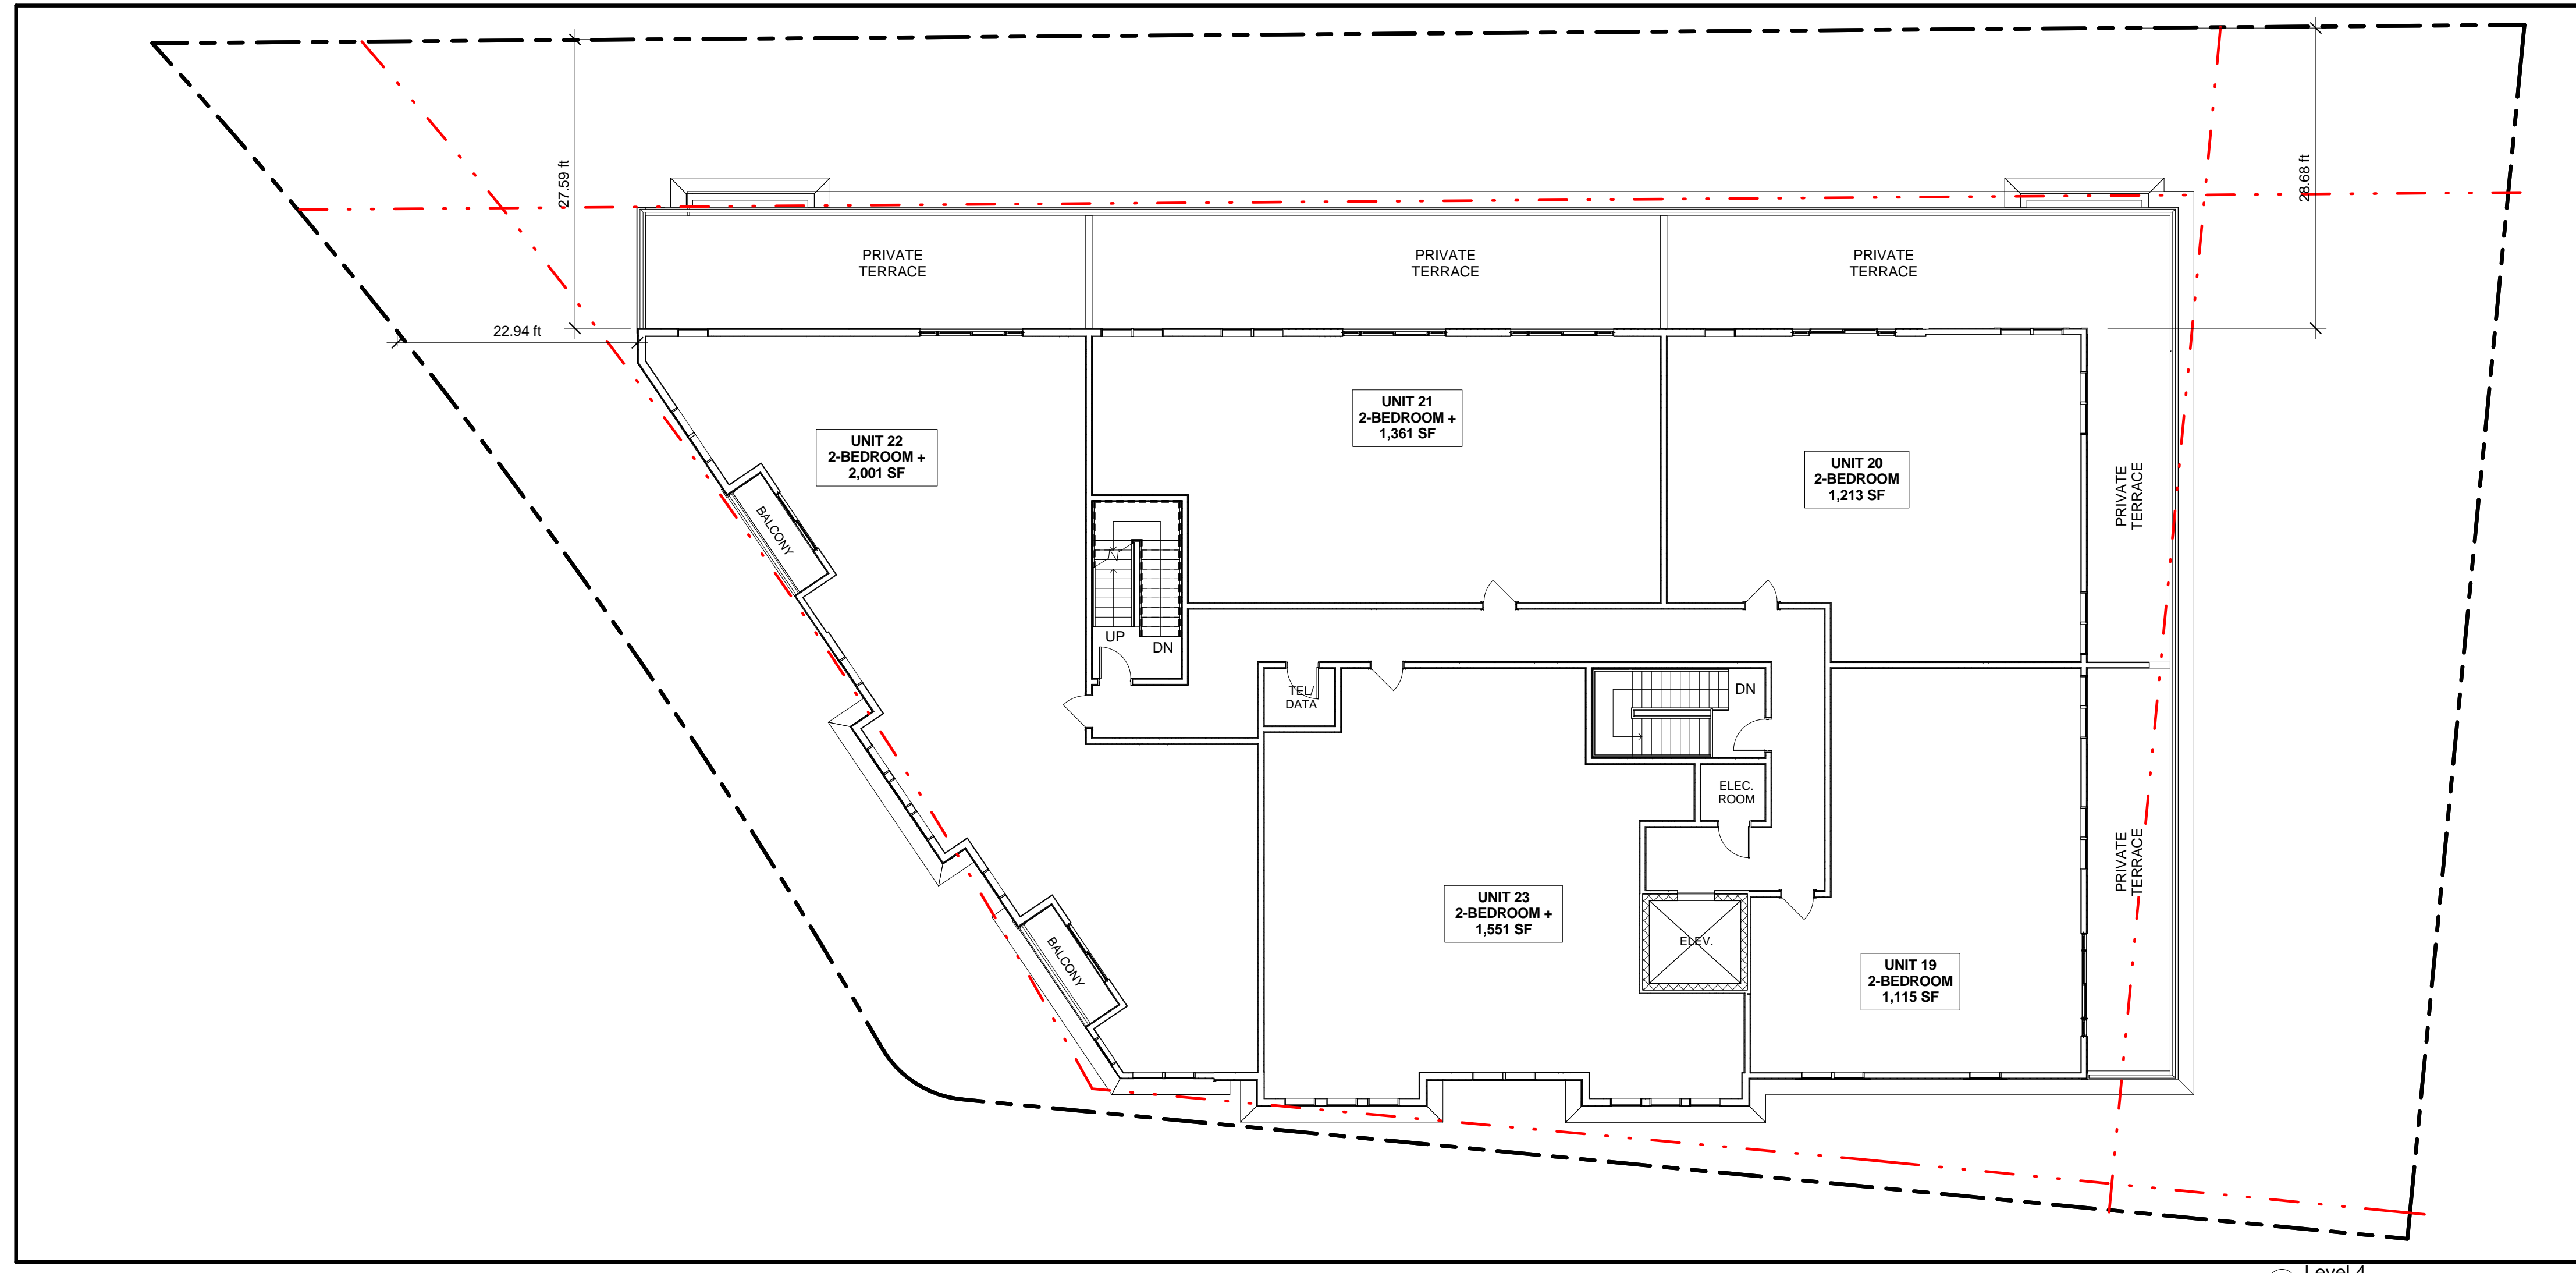 27.59 ft
28.68 ft
PRIVATE
TERRACE
PRIVATE
TERRACE
PRIVATE
TERRACE
22.94 ft
UNIT 22
2-BEDROOM +
2,001 SF
UNIT 21
2-BEDROOM +
1,361 SF
UNIT 20
2-BEDROOM
1,213 SF
PRIVATE
TERRACE
BALCONY
UP
DN
TEL/
DATA
DN
ELEC.
ROOM
PRIVATE
TERRACE
UNIT 23
2-BEDROOM +
1,551 SF
ELEV.
BALCONY
UNIT 19
2-BEDROOM
1,115 SF
Level 4